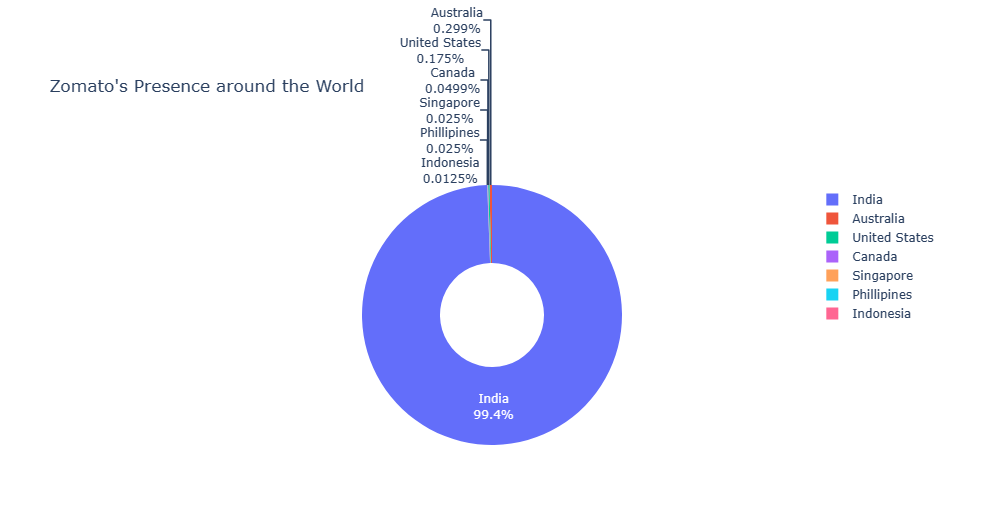 Australia
0.299%
United States
0.175%
Canada
0.0499%
Singapore
0.025%
Phillipines
0.025%
Indonesia
0.0125%
Zomato's Presence around the World
India
99.4%
India
Australia
United States
Canada
Singapore
Phillipines
Indonesia